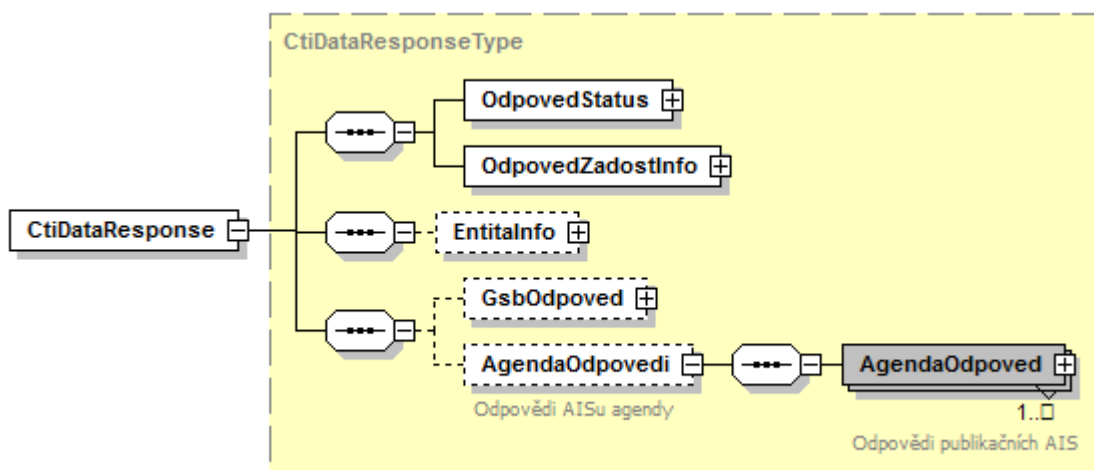 CtiDataResponseType
OdpovedStatus
OdpovedZadostInfo
CtiDataResponse
EntitaInfo
GsbOdpoved
AgendaOdpovedi
AgendaOdpoved
Odpovědi AISu agendy
1..□
Odpovědi publikačních AIS